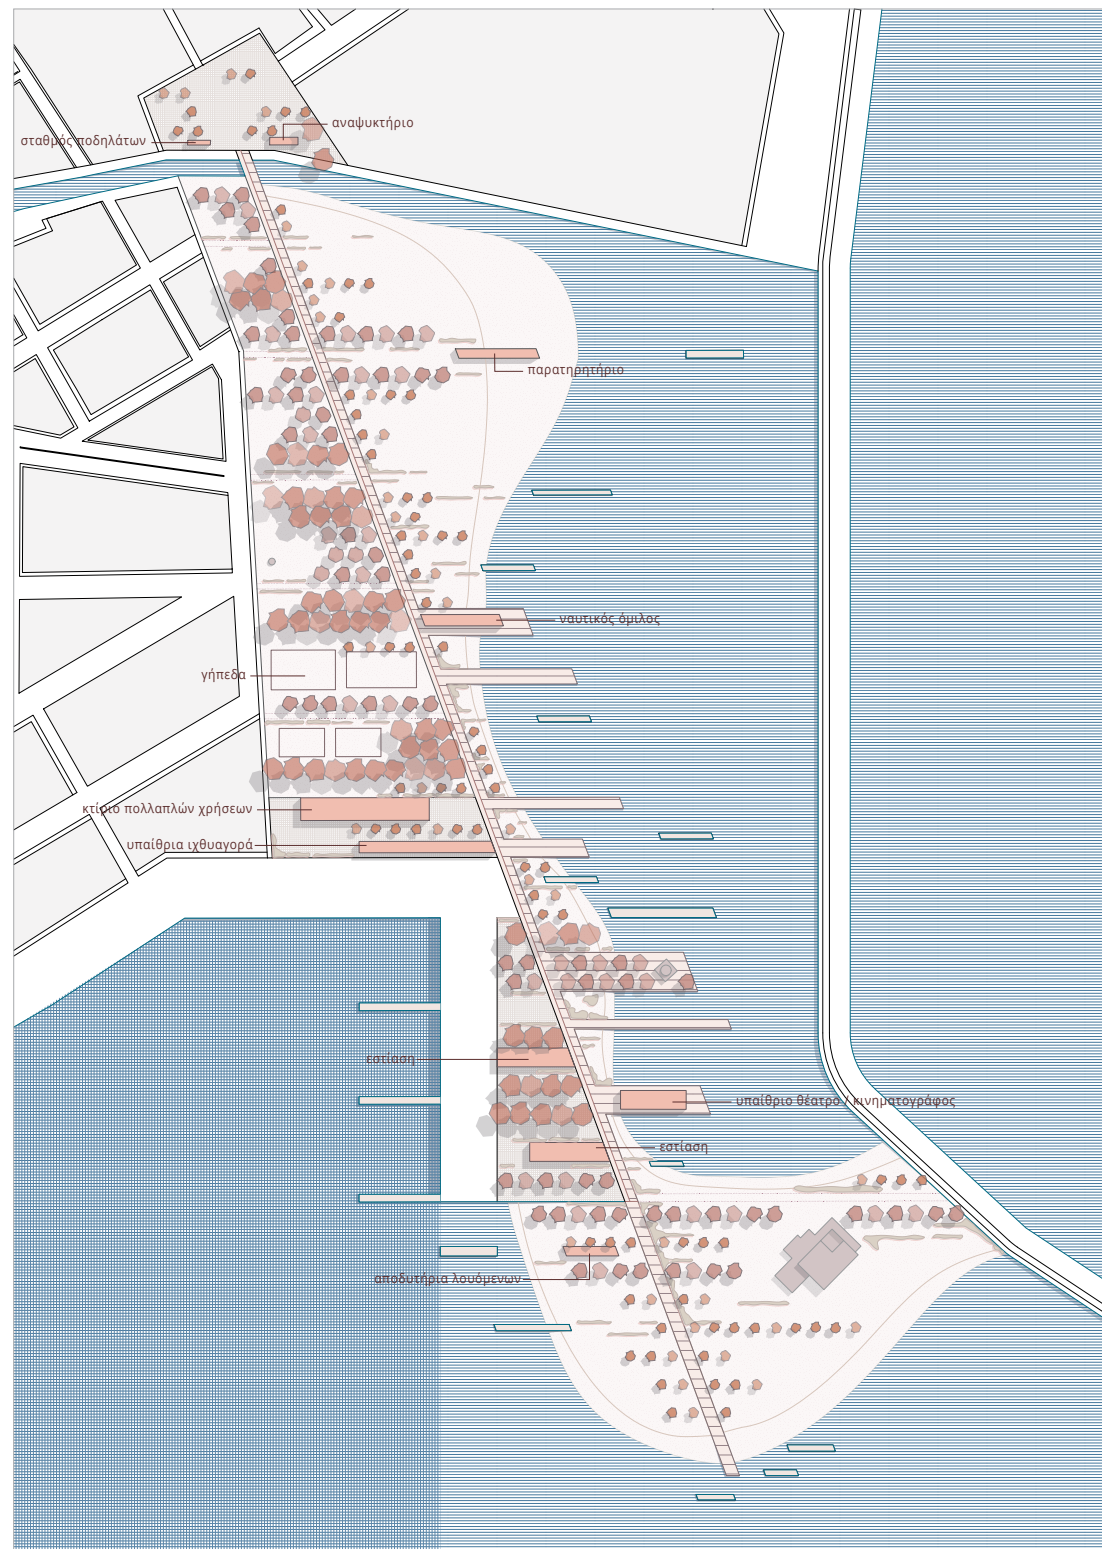 αναψυκτήριο
σταθμός ποδηλάτων
παρατηρητήριο
ναυτικός όμιλος
γήπεδα
κτίριο πολλαπλών χρήσεων
υπαίθρια ιχθυαγορά
εστίαση
υπαίθριο θέατρο / κινηματογράφος
εστίαση
αποδυτήρια λουόμενων